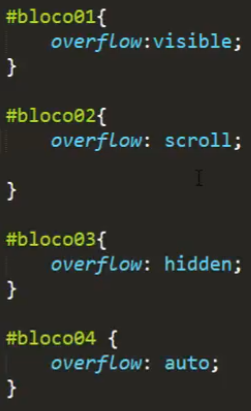 #bloco01{
overflow:visible;
}
#bloco02{
overflow: scroll;
}
#bloco03{
overflow: hidden;
}
#bloco04 {
overflow: auto;
}